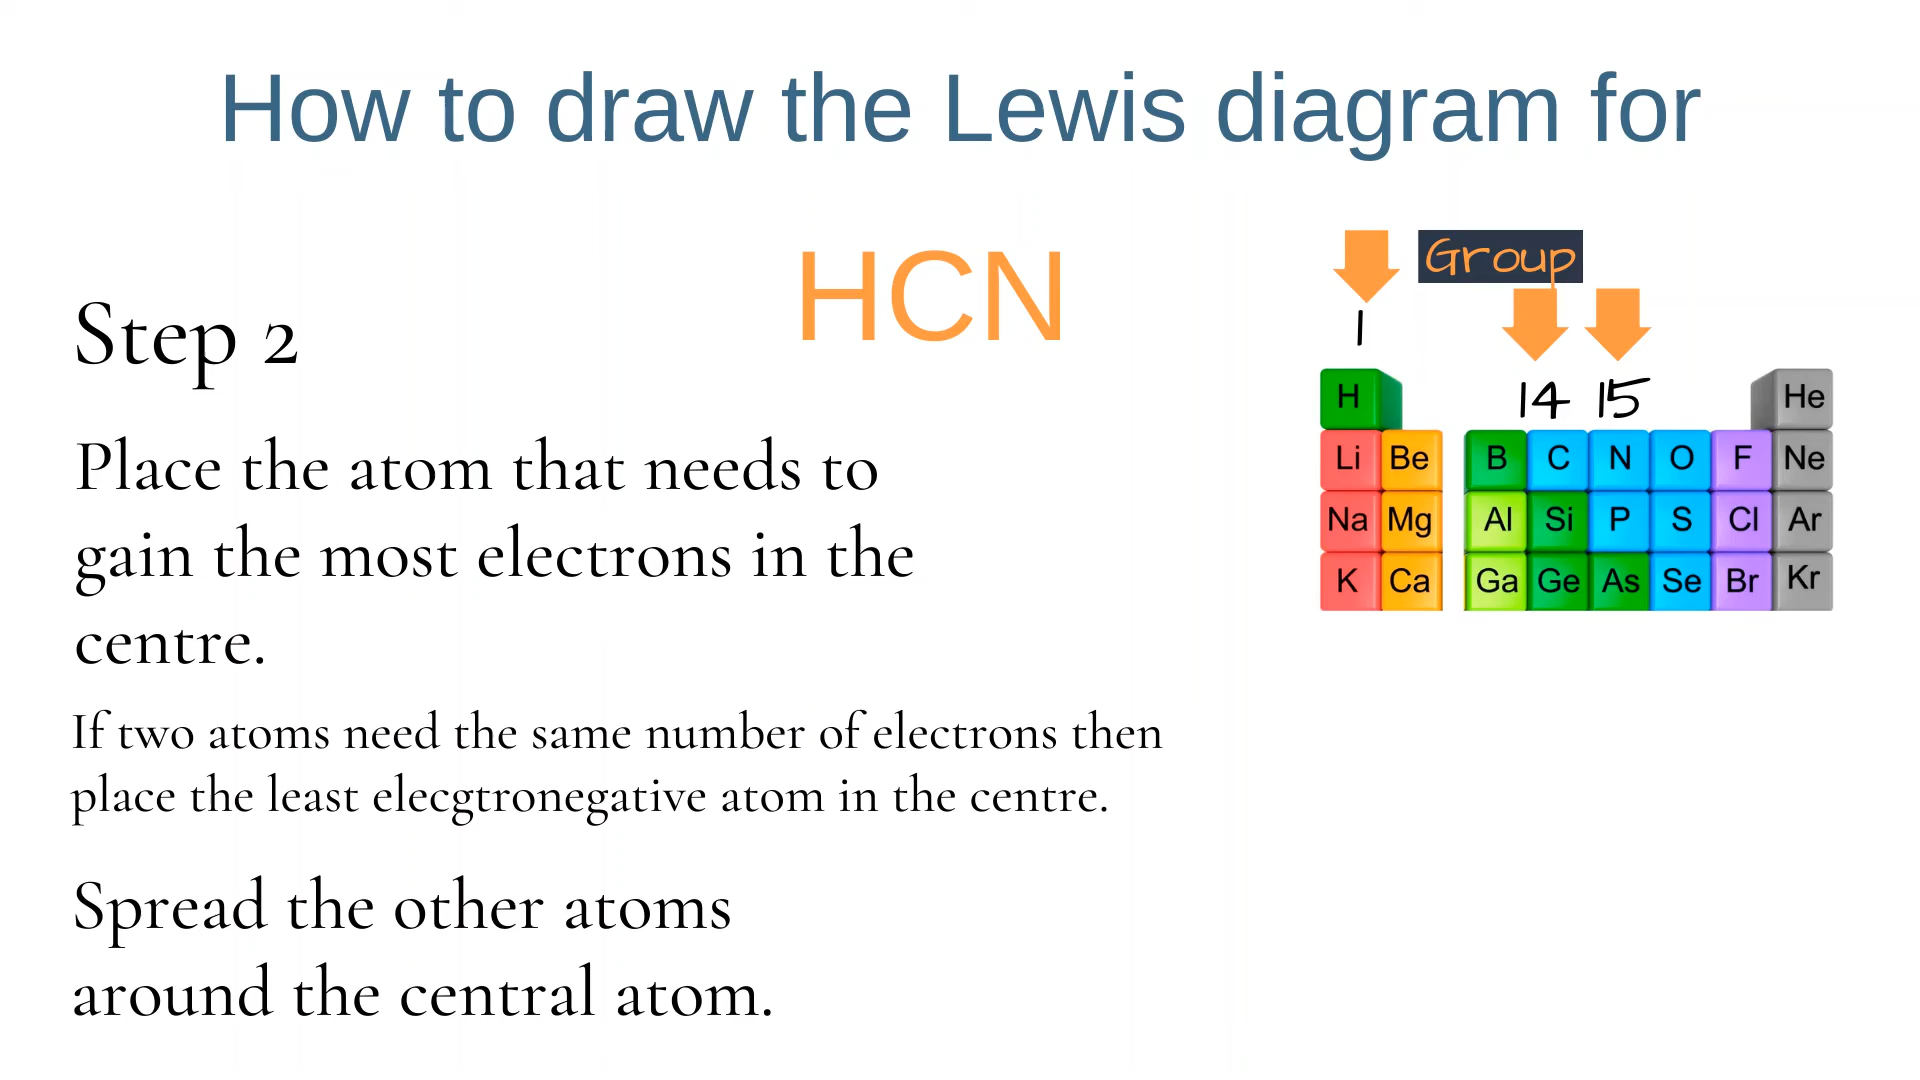 How to draw the Lewis diagram for
HCN
Step 2
Place the atom that needs to
gain the most electrons in the
centre.
If two atoms need the same number of electrons then
place the least elecgtronegative atom in the centre.
Spread the other atoms
around the central atom.
Group
1
14 15
H He
Li Be B C N O F Ne
Na Mg Al Si P S Cl Ar
K Ca Ga Ge As Se Br Kr